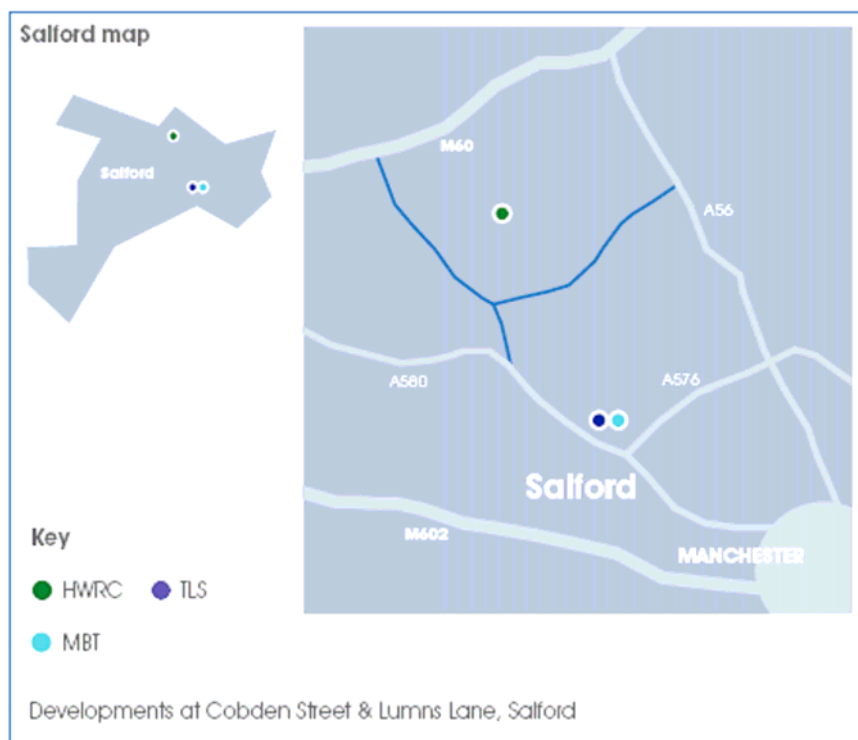 Salford map
Salford
M60
A56
A580
A576
Salford
M602
MANCHESTER
Key
HWRC
TLS
MBT
Developments at Cobden Street & Lumns Lane, Salford